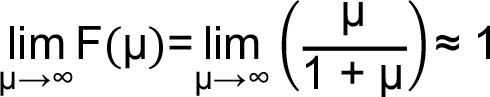 lim μ→∞ F(μ) = lim μ→∞ (μ / (1 + μ)) ≈ 1